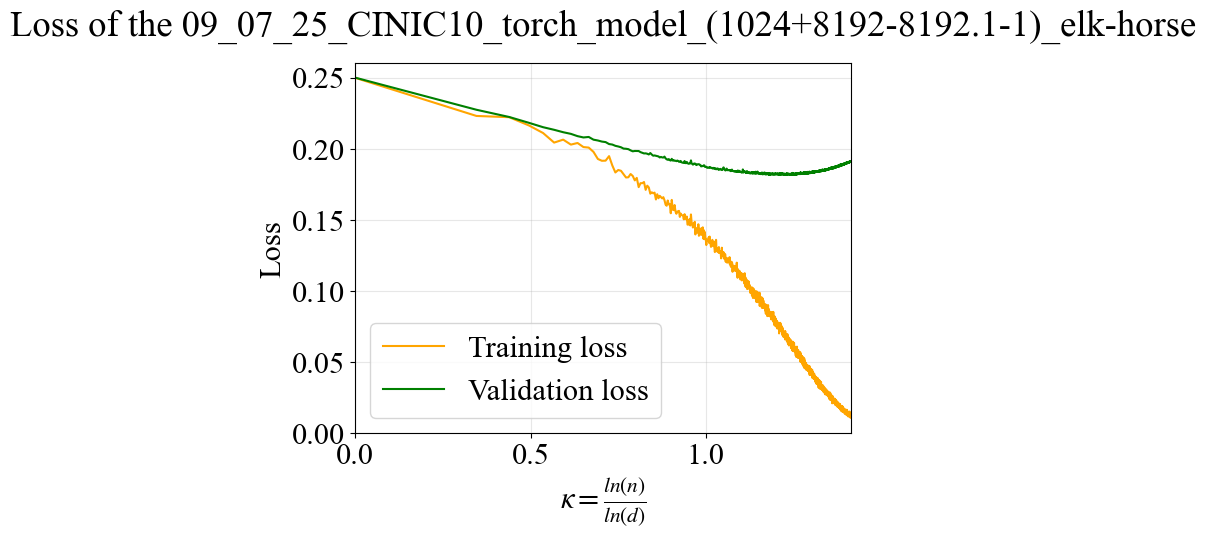 Loss of the 09_07_25_CINIC10_torch_model_(1024+8192-8192.1-1)_elk-horse
0.25
0.20
0.15
0.10
0.05
0.00
Loss
Training loss
Validation loss
0.0 0.5 1.0
κ = ln(n)/ln(d)